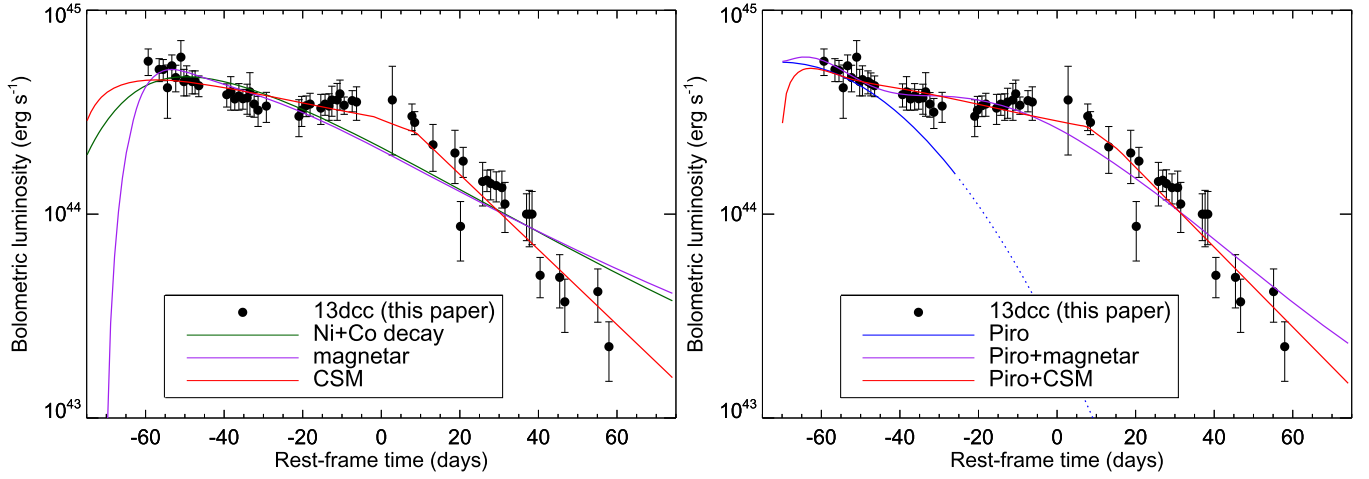 10^45
10^44
10^43
Bolometric luminosity (erg s^-1)
13dcc (this paper)
Ni+Co decay
magnetar
CSM
-60 -40 -20 0 20 40 60
Rest-frame time (days)
10^45
10^44
10^43
Bolometric luminosity (erg s^-1)
13dcc (this paper)
Piro
Piro+magnetar
Piro+CSM
-60 -40 -20 0 20 40 60
Rest-frame time (days)